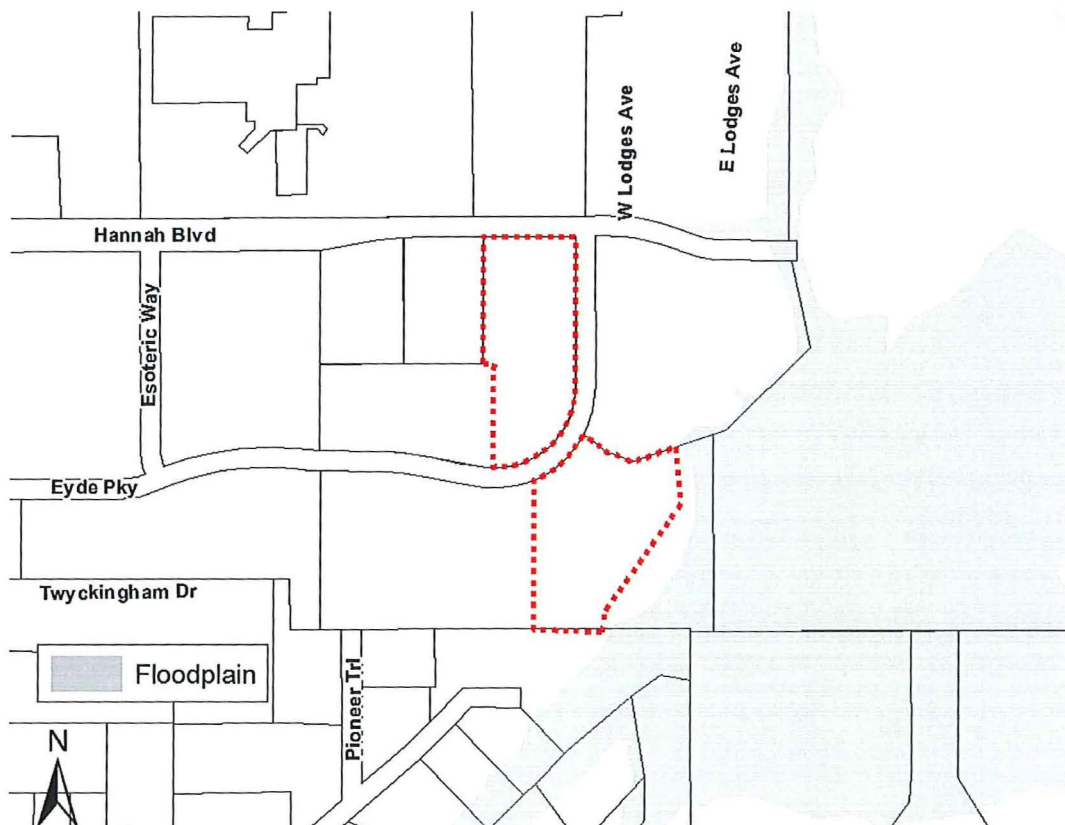 W Lodges Ave
E Lodges Ave
Hannah Blvd
Esoteric Way
Eyde Pky
Twyckingham Dr
Floodplain
Pioneer Trl
N